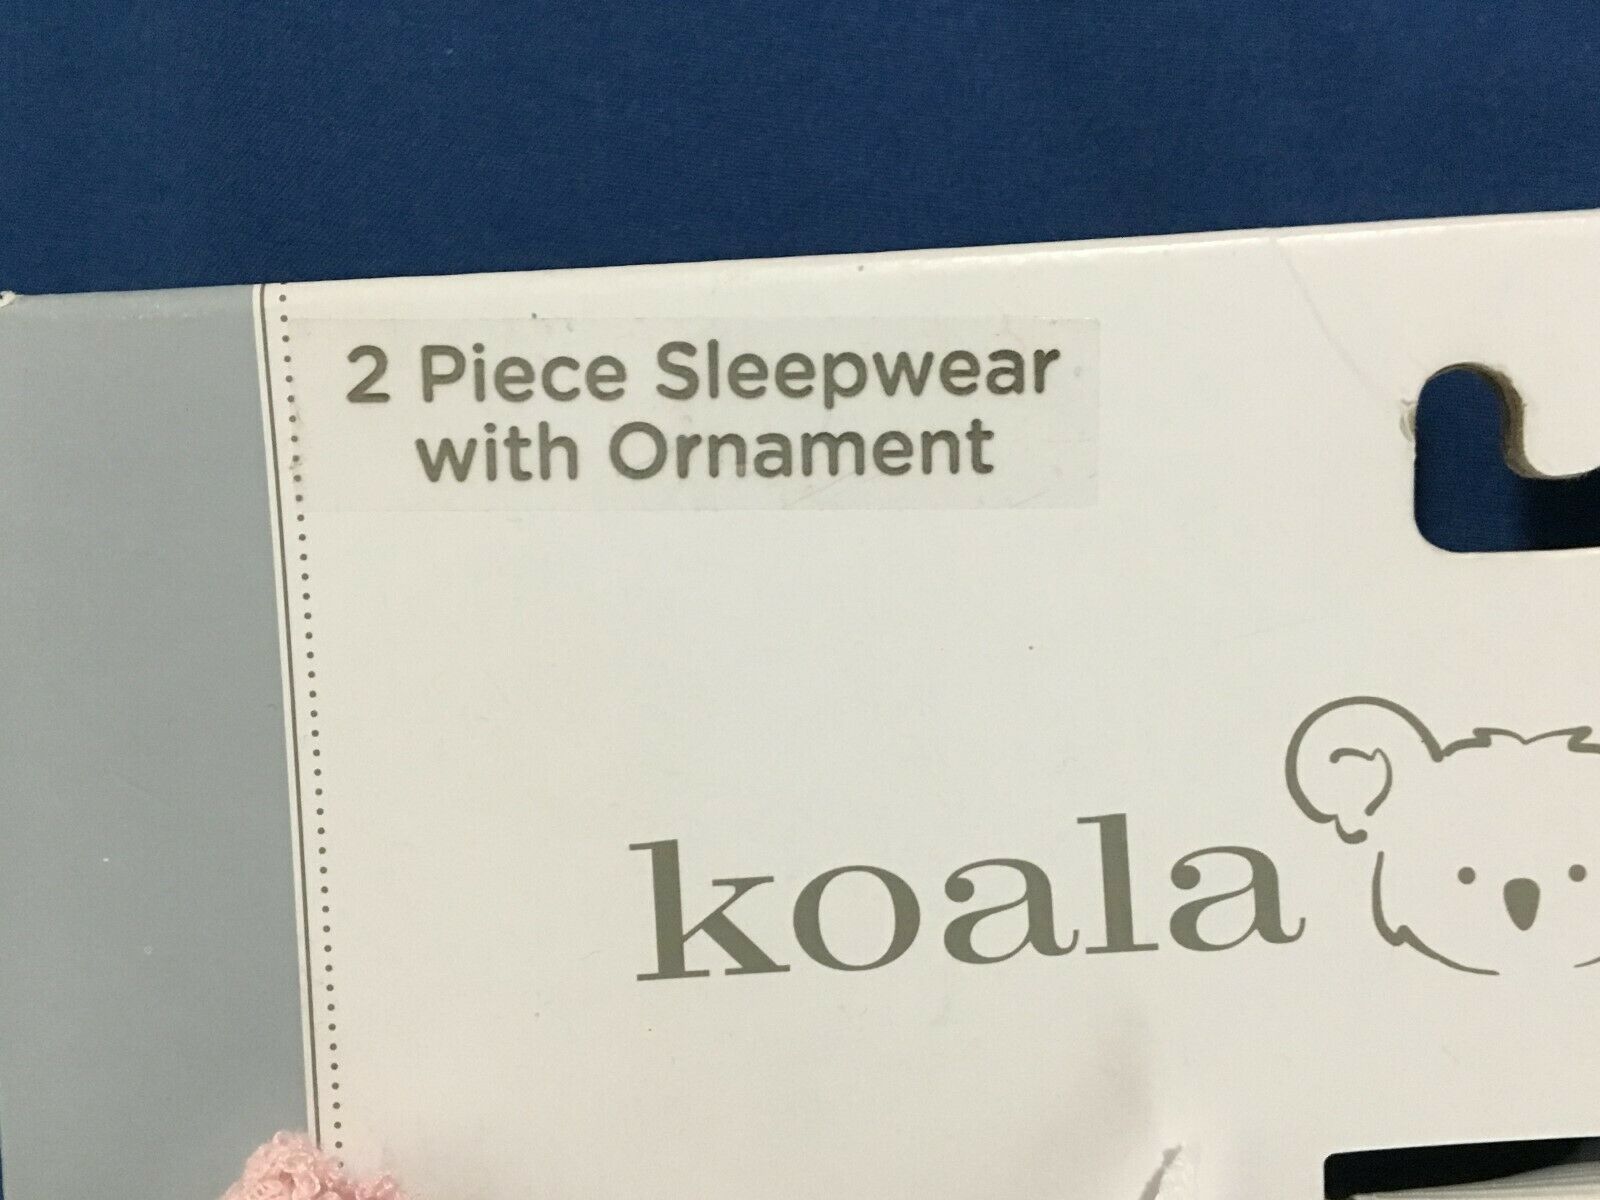 2 Piece Sleepwear
with Ornament
koala